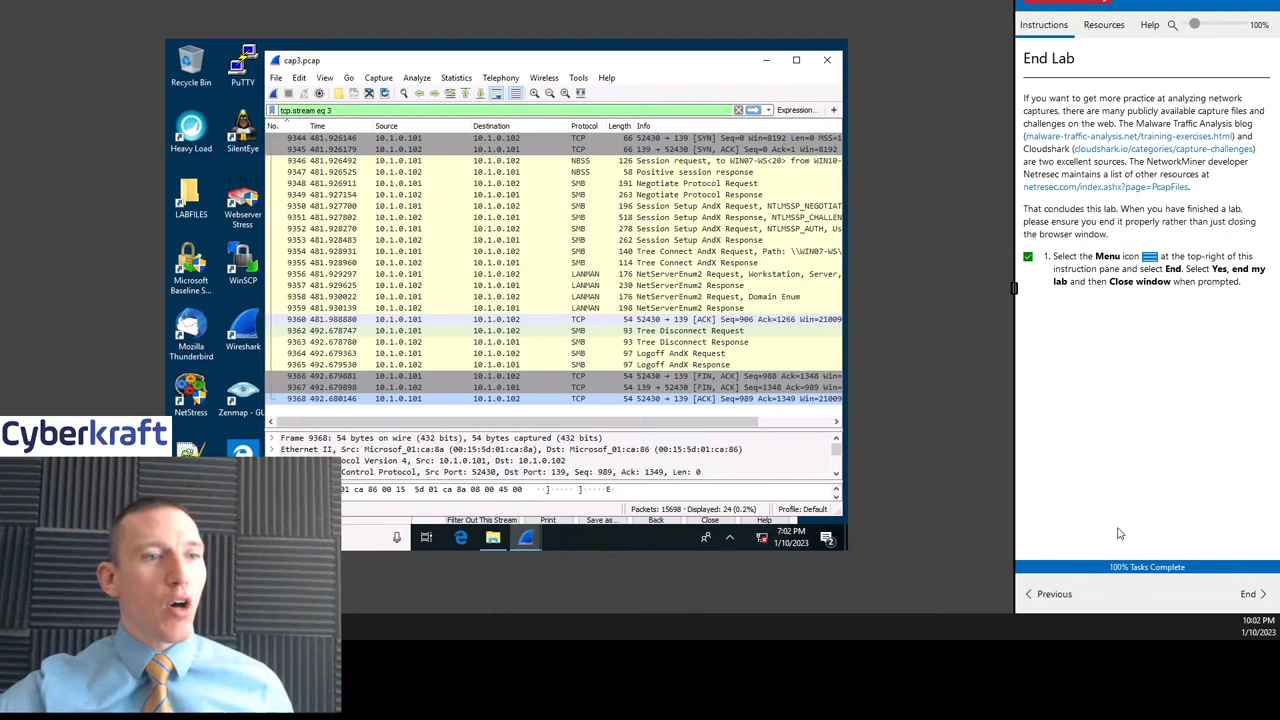 Recycle Bin
PuTTY
Heavy Load
SilentEye
LABFILES
Webserver
Stress
Microsoft
Baseline S...
WinSCP
Mozilla
Thunderbird
Wireshark
NetStress
Zenmap - GU
cap3.pcap
File Edit View Go Capture Analyze Statistics Telephony Wireless Tools Help
tcp.stream eq 3
Expression... +
No. Time Source Destination Protocol Length Info
9344 481.926146 10.1.0.101 10.1.0.102 TCP 66 52430 → 139 [SYN] Seq=0 Win=8192 Len=0 MSS=1
9345 481.926179 10.1.0.102 10.1.0.101 TCP 66 139 → 52430 [SYN, ACK] Seq=0 Ack=1 Win=8192
9346 481.926492 10.1.0.101 10.1.0.102 NBSS 126 Session request, to WIN07-WS<20> from WIN10-
9347 481.926525 10.1.0.102 10.1.0.101 NBSS 58 Positive session response
9348 481.926911 10.1.0.101 10.1.0.102 SMB 191 Negotiate Protocol Request
9349 481.927154 10.1.0.102 10.1.0.101 SMB 263 Negotiate Protocol Response
9350 481.927700 10.1.0.101 10.1.0.102 SMB 196 Session Setup AndX Request, NTLMSSP_NEGOTIAT
9351 481.927802 10.1.0.102 10.1.0.101 SMB 518 Session Setup AndX Response, NTLMSSP_CHALLEN
9352 481.928270 10.1.0.101 10.1.0.102 SMB 278 Session Setup AndX Request, NTLMSSP_AUTH, Us
9353 481.928483 10.1.0.102 10.1.0.101 SMB 262 Session Setup AndX Response
9354 481.928931 10.1.0.101 10.1.0.102 SMB 140 Tree Connect AndX Request, Path: \\WIN07-WS\
9355 481.928960 10.1.0.102 10.1.0.101 SMB 114 Tree Connect AndX Response
9356 481.929297 10.1.0.101 10.1.0.102 LANMAN 176 NetServerEnum2 Request, Workstation, Server,
9357 481.929625 10.1.0.102 10.1.0.101 LANMAN 230 NetServerEnum2 Response
9358 481.930022 10.1.0.101 10.1.0.102 LANMAN 176 NetServerEnum2 Request, Domain Enum
9359 481.930040 10.1.0.102 10.1.0.101 LANMAN 198 NetServerEnum2 Response
9360 481.988880 10.1.0.101 10.1.0.102 TCP 54 52430 → 139 [ACK] Seq=906 Ack=1266 Win=21009
9362 492.678747 10.1.0.101 10.1.0.102 SMB 93 Tree Disconnect Request
9363 492.678780 10.1.0.102 10.1.0.101 SMB 93 Tree Disconnect Response
9364 492.679363 10.1.0.101 10.1.0.102 SMB 97 Logoff AndX Request
9365 492.679530 10.1.0.102 10.1.0.101 SMB 97 Logoff AndX Response
9366 492.679881 10.1.0.101 10.1.0.102 TCP 54 52430 → 139 [FIN, ACK] Seq=988 Ack=1348 Win=
9367 492.679898 10.1.0.102 10.1.0.101 TCP 54 139 → 52430 [FIN, ACK] Seq=1348 Ack=989 Win=
9368 492.680146 10.1.0.101 10.1.0.102 TCP 54 52430 → 139 [ACK] Seq=989 Ack=1349 Win=21009
Frame 9368: 54 bytes on wire (432 bits), 54 bytes captured (432 bits)
Ethernet II, Src: Microsof_01:ca:8a (00:15:5d:01:ca:8a), Dst: Microsof_01:ca:86 (00:15:5d:01:ca:86)
Protocol Version 4, Src: 10.1.0.101, Dst: 10.1.0.102
Control Protocol, Src Port: 52430, Dst Port: 139, Seq: 989, Ack: 1349, Len: 0
01 ca 86 00 15 5d 01 ca 8a 08 00 45 00 ··]····· ]·····E·
Packets: 15698 · Displayed: 24 (0.2%) Profile: Default
Filter Out This Stream Print Save as... Back Close Help
7:02 PM
1/10/2023
2
Cyberkraft
Instructions Resources Help 100%
End Lab
If you want to get more practice at analyzing network
captures, there are many publicly available capture files and
challenges on the web. The Malware Traffic Analysis blog
(malware-traffic-analysis.net/training-exercises.html) and
Cloudshark (cloudshark.io/categories/capture-challenges)
are two excellent sources. The NetworkMiner developer
Netresec maintains a list of other resources at
netresec.com/index.ashx?page=PcapFiles.
That concludes this lab. When you have finished a lab,
please ensure you end it properly rather than just closing
the browser window.
1. Select the Menu icon at the top-right of this
instruction pane and select End. Select Yes, end my
lab and then Close window when prompted.
100% Tasks Complete
Previous
End
10:02 PM
1/10/2023